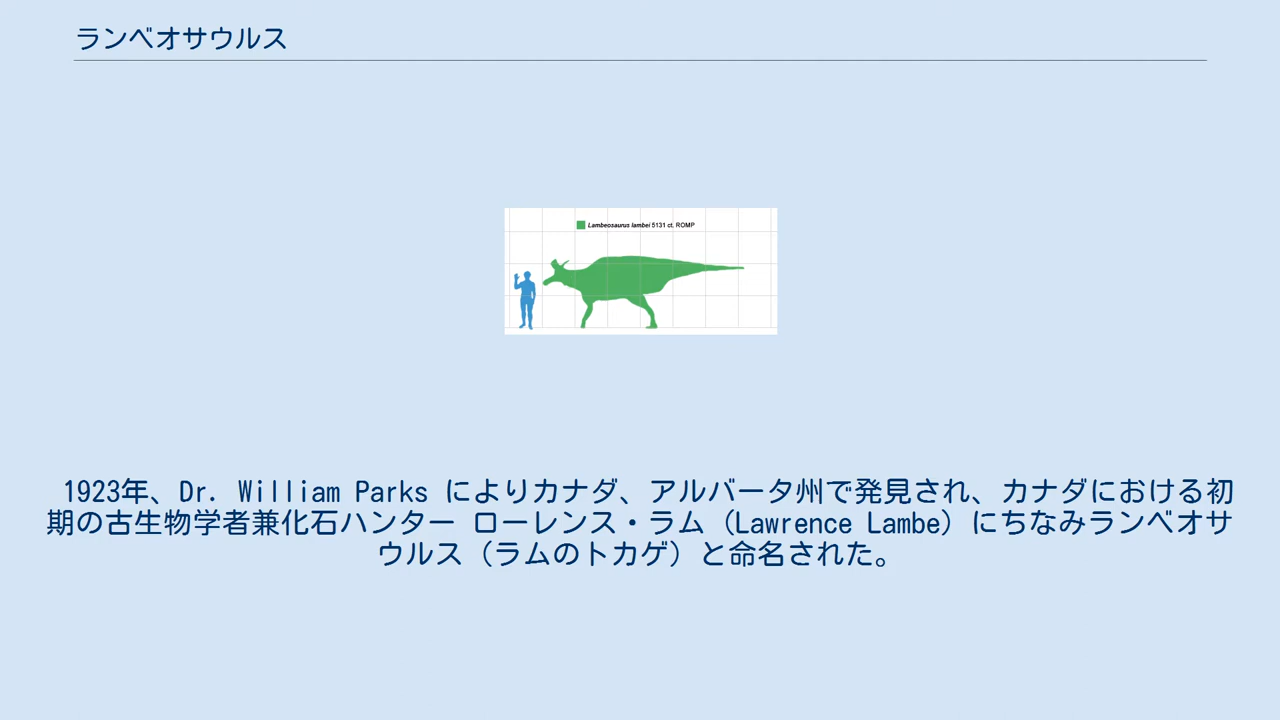 ランベオサウルス
Lambeosaurus lambei 5131 ct. ROMP
1923年、Dr. William Parks によりカナダ、アルバータ州で発見され、カナダにおける初
期の古生物学者兼化石ハンター ローレンス・ラム（Lawrence Lambe）にちなみランベオサ
ウルス（ラムのトカゲ）と命名された。